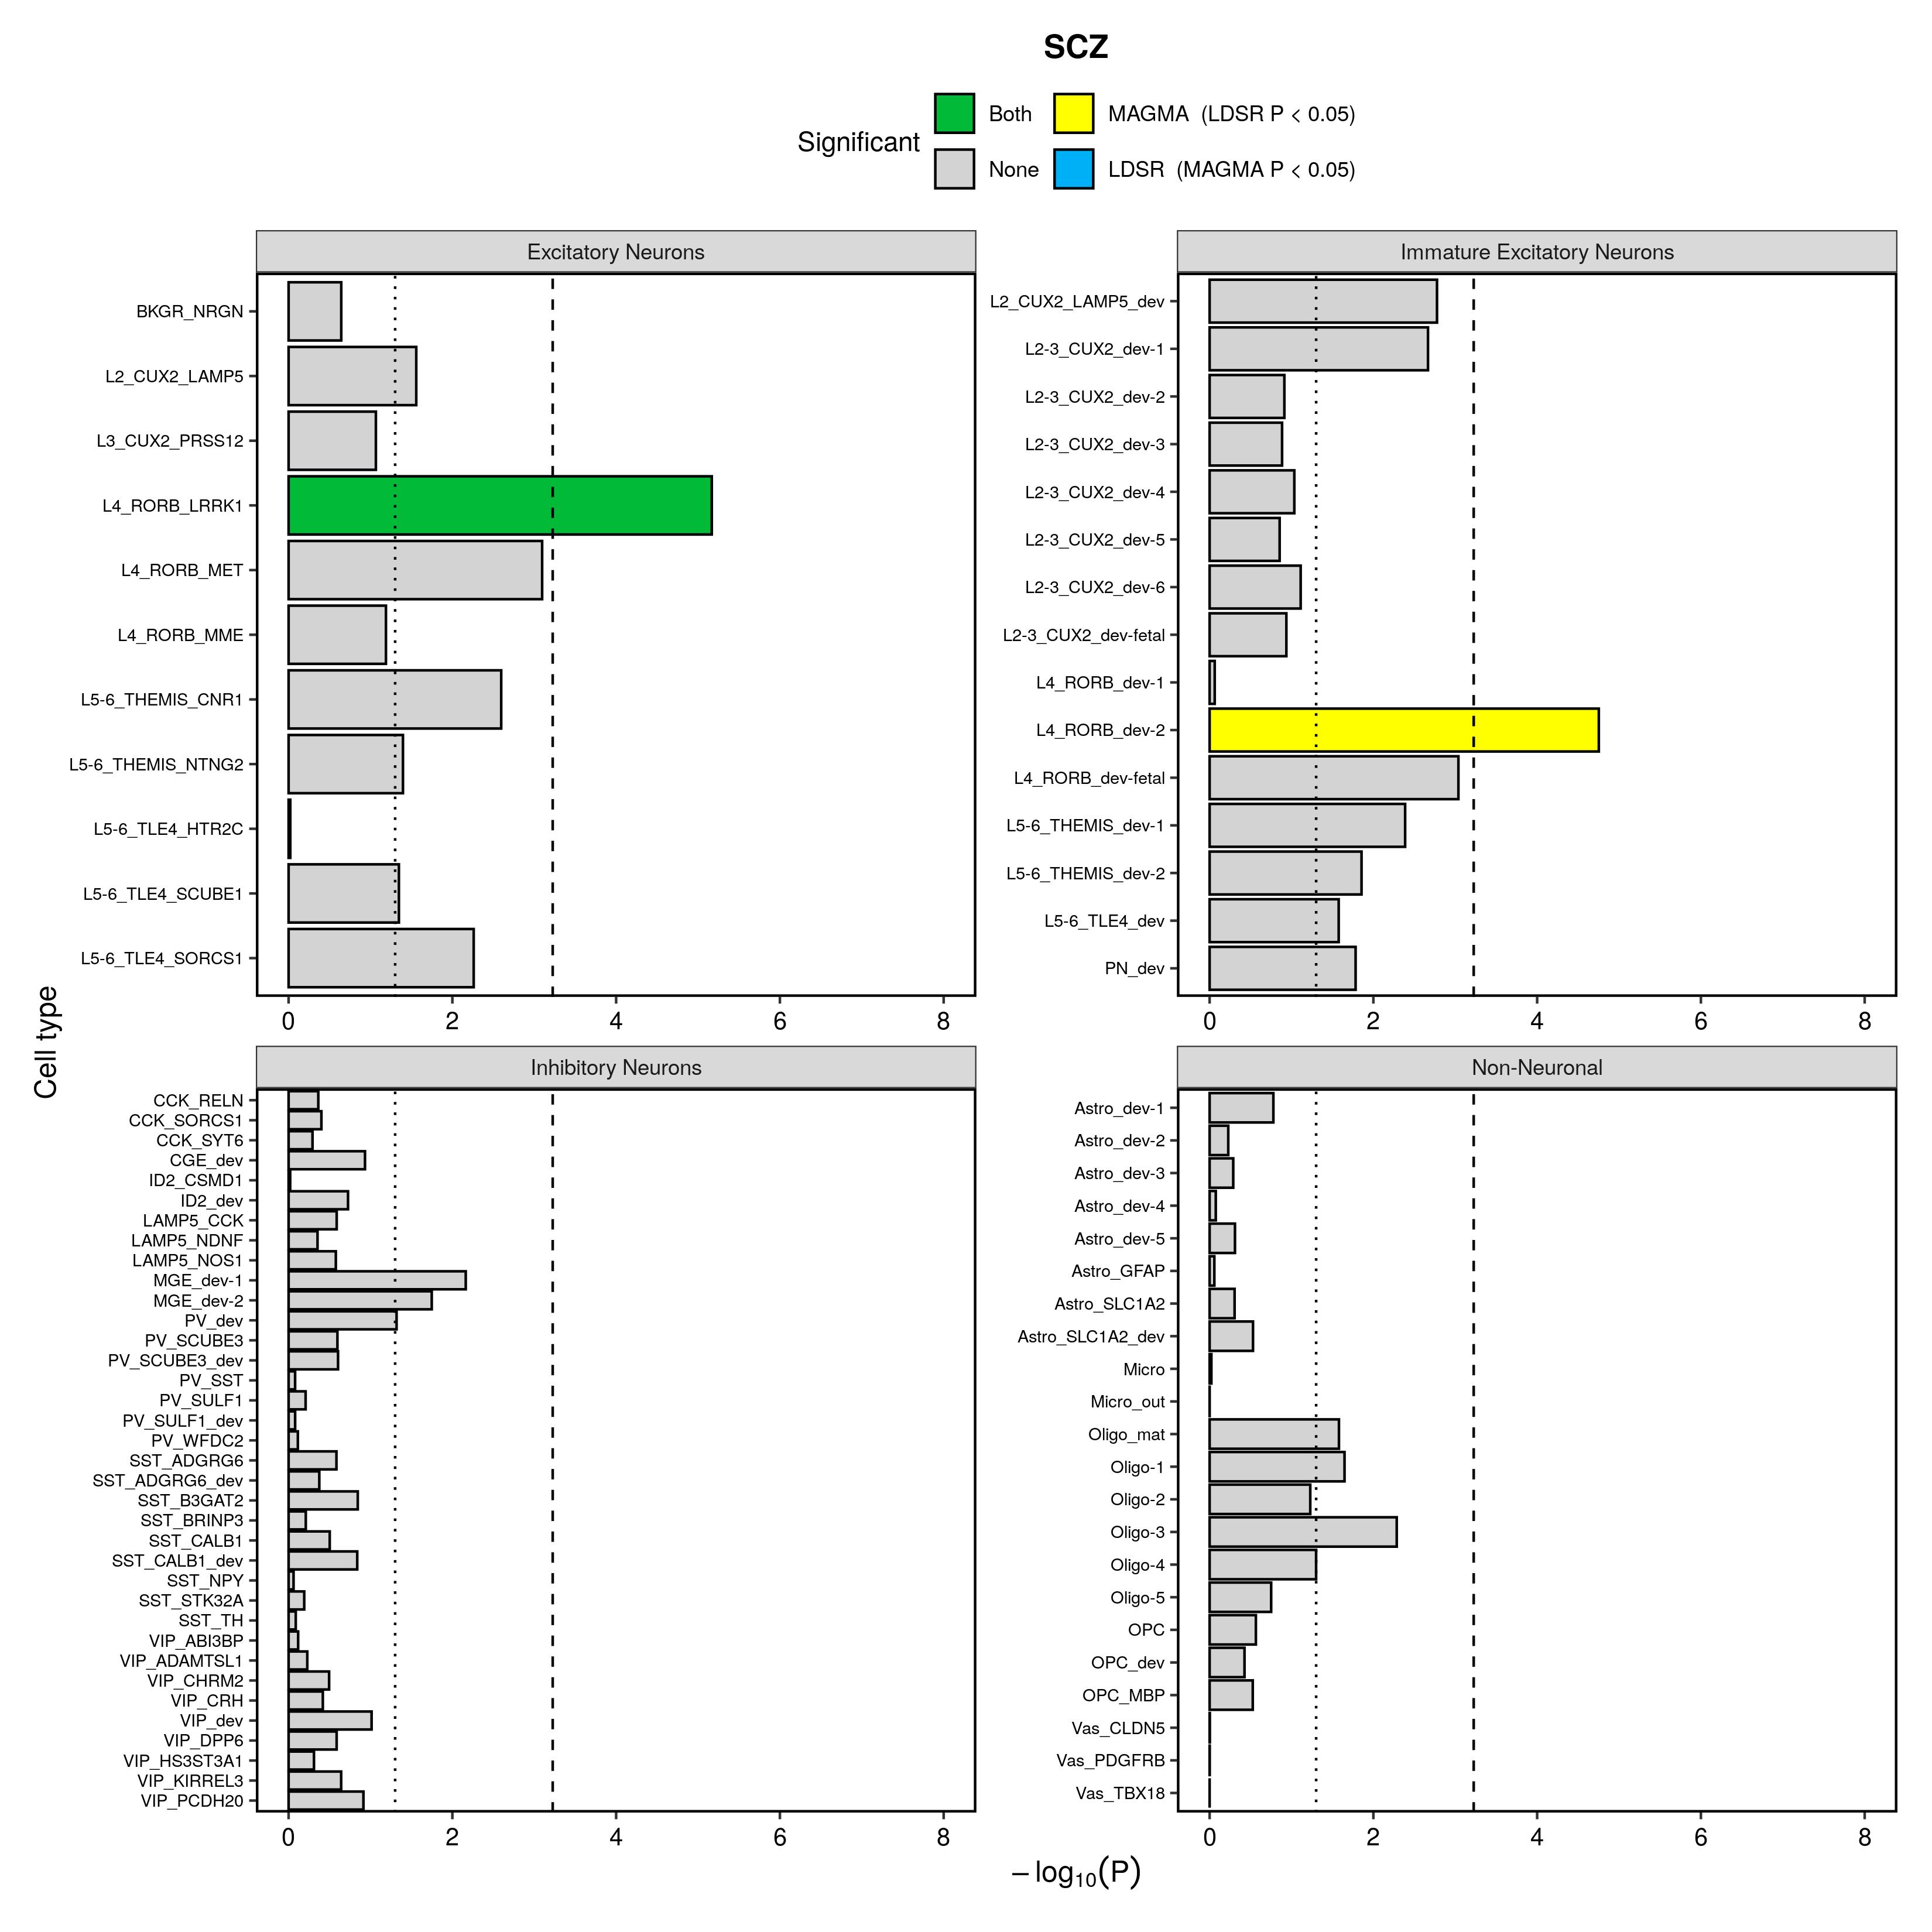 SCZ
Significant
Both
MAGMA (LDSR P < 0.05)
None
LDSR (MAGMA P < 0.05)
Cell type
Excitatory Neurons
BKGR_NRGN
L2_CUX2_LAMP5
L3_CUX2_PRSS12
L4_RORB_LRRK1
L4_RORB_MET
L4_RORB_MME
L5-6_THEMIS_CNR1
L5-6_THEMIS_NTNG2
L5-6_TLE4_HTR2C
L5-6_TLE4_SCUBE1
L5-6_TLE4_SORCS1
0 2 4 6 8
Immature Excitatory Neurons
L2_CUX2_LAMP5_dev
L2-3_CUX2_dev-1
L2-3_CUX2_dev-2
L2-3_CUX2_dev-3
L2-3_CUX2_dev-4
L2-3_CUX2_dev-5
L2-3_CUX2_dev-6
L2-3_CUX2_dev-fetal
L4_RORB_dev-1
L4_RORB_dev-2
L4_RORB_dev-fetal
L5-6_THEMIS_dev-1
L5-6_THEMIS_dev-2
L5-6_TLE4_dev
PN_dev
0 2 4 6 8
Inhibitory Neurons
CCK_RELN
CCK_SORCS1
CCK_SYT6
CGE_dev
ID2_CSMD1
ID2_dev
LAMP5_CCK
LAMP5_NDNF
LAMP5_NOS1
MGE_dev-1
MGE_dev-2
PV_dev
PV_SCUBE3
PV_SCUBE3_dev
PV_SST
PV_SULF1
PV_SULF1_dev
PV_WFDC2
SST_ADGRG6
SST_ADGRG6_dev
SST_B3GAT2
SST_BRINP3
SST_CALB1
SST_CALB1_dev
SST_NPY
SST_STK32A
SST_TH
VIP_ABI3BP
VIP_ADAMTSL1
VIP_CHRM2
VIP_CRH
VIP_dev
VIP_DPP6
VIP_HS3ST3A1
VIP_KIRREL3
VIP_PCDH20
0 2 4 6 8
Non-Neuronal
Astro_dev-1
Astro_dev-2
Astro_dev-3
Astro_dev-4
Astro_dev-5
Astro_GFAP
Astro_SLC1A2
Astro_SLC1A2_dev
Micro
Micro_out
Oligo_mat
Oligo-1
Oligo-2
Oligo-3
Oligo-4
Oligo-5
OPC
OPC_dev
OPC_MBP
Vas_CLDN5
Vas_PDGFRB
Vas_TBX18
0 2 4 6 8
−log₁₀(P)